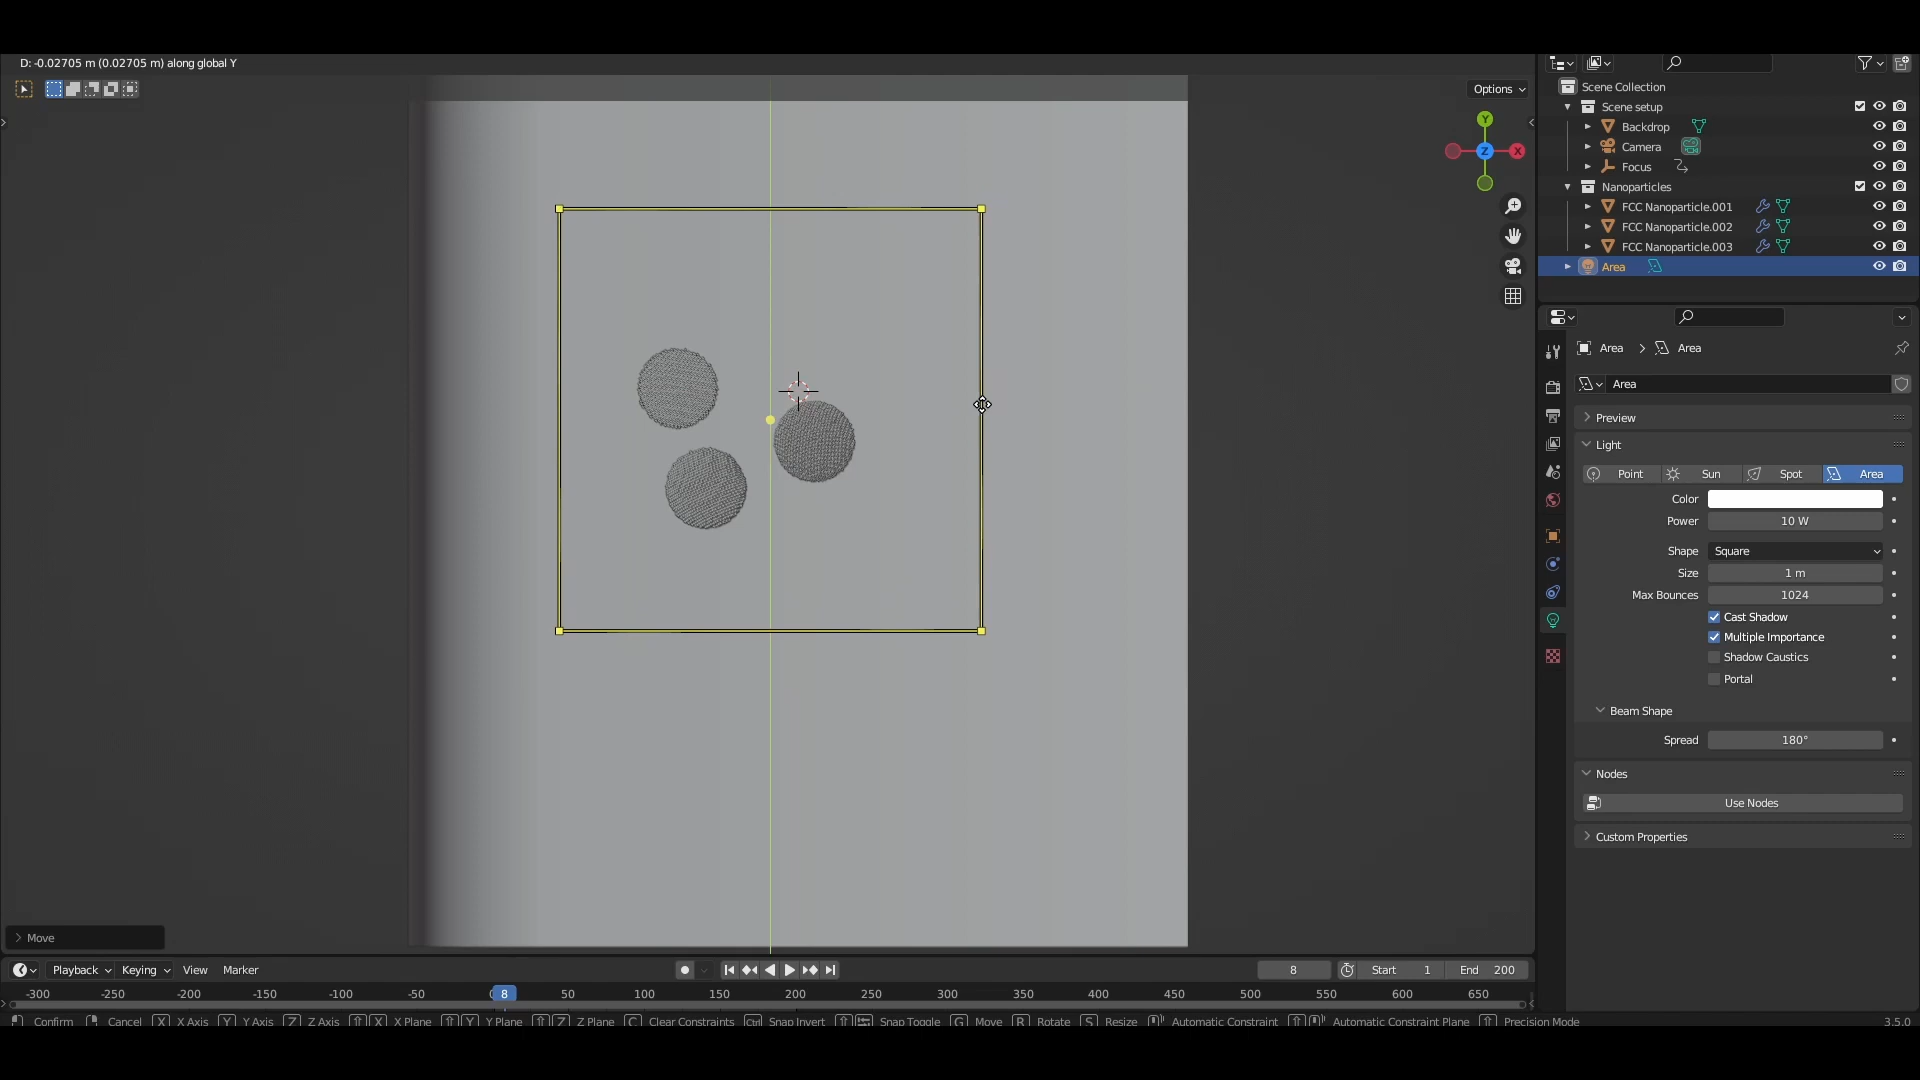 D: -0.02705 m (0.02705 m) along global Y
Options
Y
Z
X
Move
Scene Collection
Scene setup
Backdrop
Camera
Focus
Nanoparticles
FCC Nanoparticle.001
FCC Nanoparticle.002
FCC Nanoparticle.003
Area
Area > Area
Area
Preview
Light
Point Sun Spot Area
Color
Power 10 W
Shape Square
Size 1 m
Max Bounces 1024
Cast Shadow
Multiple Importance
Shadow Caustics
Portal
Beam Shape
Spread 180°
Nodes
Use Nodes
Custom Properties
Playback Keying View Marker 8 Start 1 End 200
-300 -250 -200 -150 -100 -50 8 50 100 150 200 250 300 350 400 450 500 550 600 650
Confirm Cancel X X Axis Y Y Axis Z Z Axis X X Plane Y Y Plane Z Z Plane C Clear Constraints Ctrl Snap Invert Snap Toggle G Move R Rotate S Resize Automatic Constraint Automatic Constraint Plane Precision Mode 3.5.0